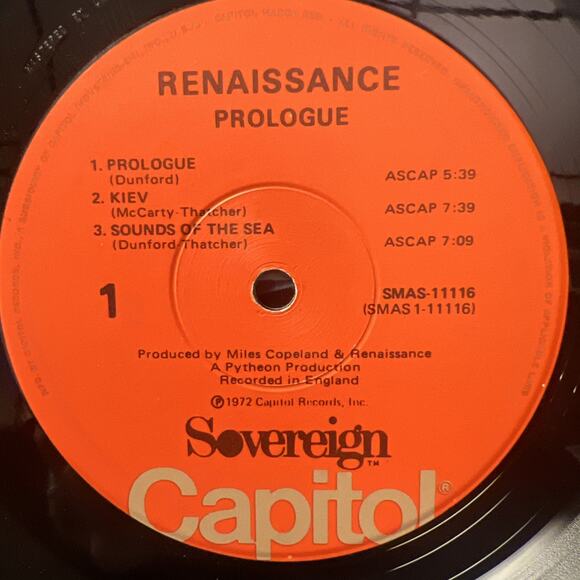 RENAISSANCE
PROLOGUE
1. PROLOGUE ASCAP 5:39
(Dunford)
2. KIEV ASCAP 7:39
(McCarty-Thatcher)
3. SOUNDS OF THE SEA ASCAP 7:09
(Dunford-Thatcher)
1
SMAS-11116
(SMAS 1-11116)
Produced by Miles Copeland & Renaissance
A Pytheon Production
Recorded in England
Ⓟ 1972 Capitol Records, Inc.
Sovereign™
Capitol®